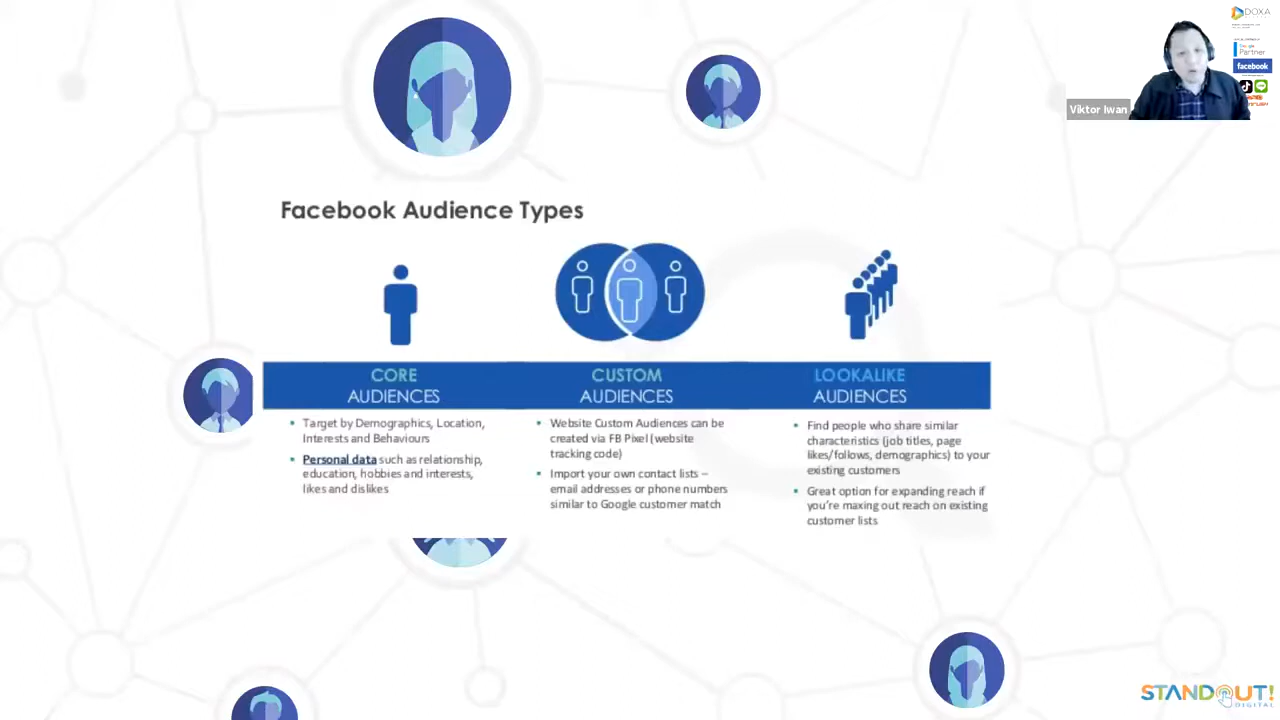 DOXA
Partner
facebook
Viktor Iwan
Facebook Audience Types
CORE
AUDIENCES
▪ Target by Demographics, Location,
Interests and Behaviours
▪ Personal data such as relationship,
education, hobbies and interests,
likes and dislikes
CUSTOM
AUDIENCES
▪ Website Custom Audiences can be
created via FB Pixel (website
tracking code)
▪ Import your own contact lists –
email addresses or phone numbers
similar to Google customer match
LOOKALIKE
AUDIENCES
▪ Find people who share similar
characteristics (job titles, page
likes/follows, demographics) to your
existing customers
▪ Great option for expanding reach if
you're maxing out reach on existing
customer lists
STANDOUT!
DIGITAL